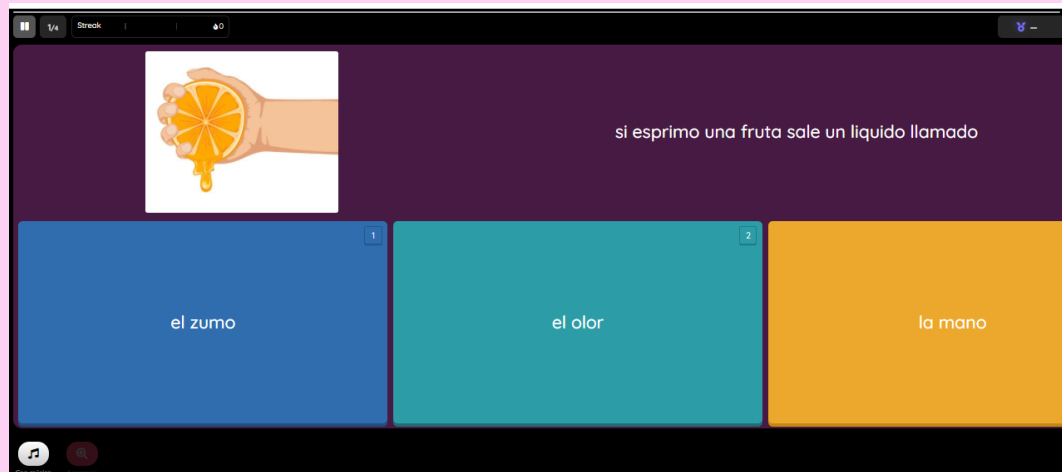 1/4
Streak
0
–
si esprimo una fruta sale un liquido llamado
1
el zumo
2
el olor
la mano